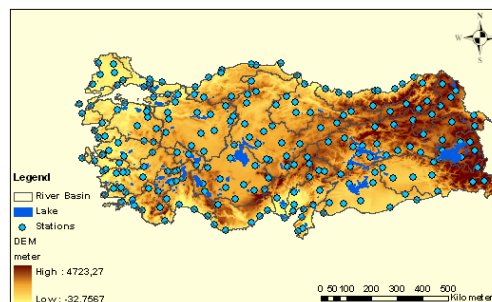 N
W E
S
Legend
River Basin
Lake
Stations
DEM
meter
High : 4723,27
Low : -32.7567
0 50 100 200 300 400 500
Kilometer